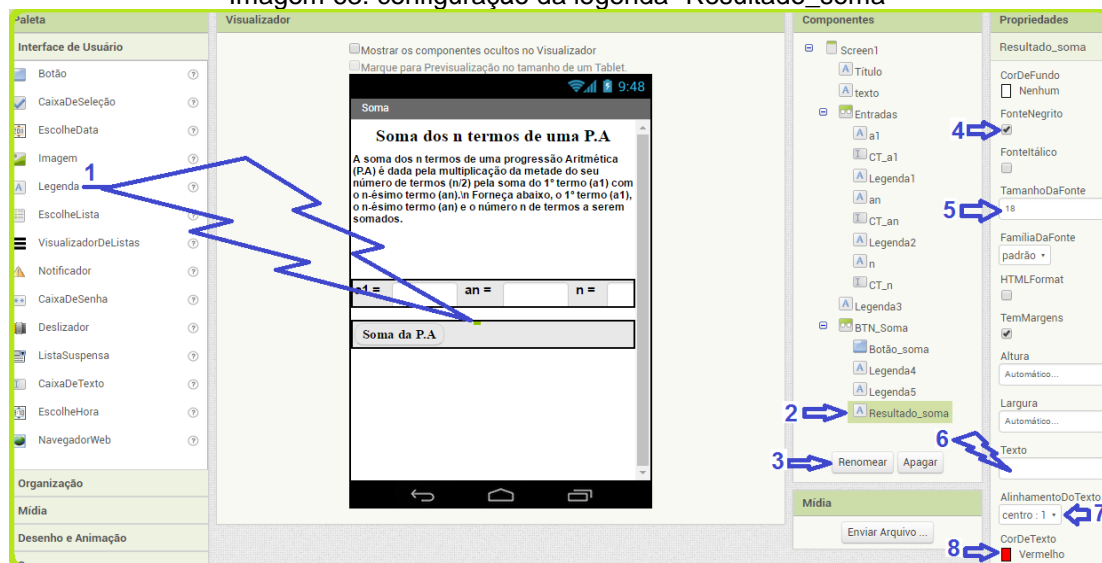 Imagem 68: configuração da legenda "Resultado_soma"
Paleta
Interface de Usuário
Botão
CaixaDeSeleção
EscolheData
Imagem
1
Legenda
EscolheLista
VisualizadorDeListas
Notificador
CaixaDeSenha
Deslizador
ListaSuspensa
CaixaDeTexto
EscolheHora
NavegadorWeb
Organização
Mídia
Desenho e Animação
Visualizador
Mostrar os componentes ocultos no Visualizador
Marque para Previsualização no tamanho de um Tablet.
9:48
Soma
Soma dos n termos de uma P.A
A soma dos n termos de uma progressão Aritmética
(P.A) é dada pela multiplicação da metade do seu
número de termos (n/2) pela soma do 1º termo (a1) com
o n-ésimo termo (an).\n Forneça abaixo, o 1º termo (a1),
o n-ésimo termo (an) e o número n de termos a serem
somados.
a1 = an = n =
Soma da P.A
Componentes
Screen1
Título
texto
Entradas
a1
CT_a1
Legenda1
an
CT_an
Legenda2
n
CT_n
Legenda3
BTN_Soma
Botão_soma
Legenda4
Legenda5
2 Resultado_soma
3 Renomear Apagar
Mídia
Enviar Arquivo ...
Propriedades
Resultado_soma
CorDeFundo
Nenhum
FonteNegrito
4
FonteItálico
TamanhoDaFonte
5 18
FamíliaDaFonte
padrão
HTMLFormat
TemMargens
Altura
Automático...
Largura
Automático...
6
Texto
AlinhamentoDoTexto
centro : 1 7
CorDeTexto
8 Vermelho